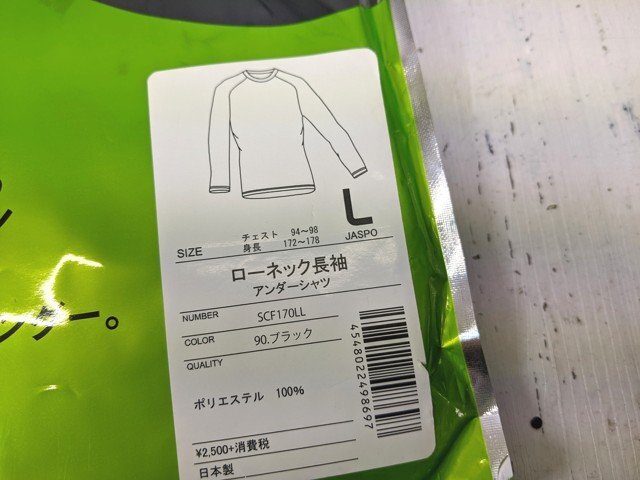 SIZE
チェスト 94～98
身長 172～178
L
JASPO
ローネック長袖
アンダーシャツ
NUMBER SCF170LL
COLOR 90.ブラック
QUALITY
ポリエステル 100%
¥2,500+消費税
日本製
4548022498697